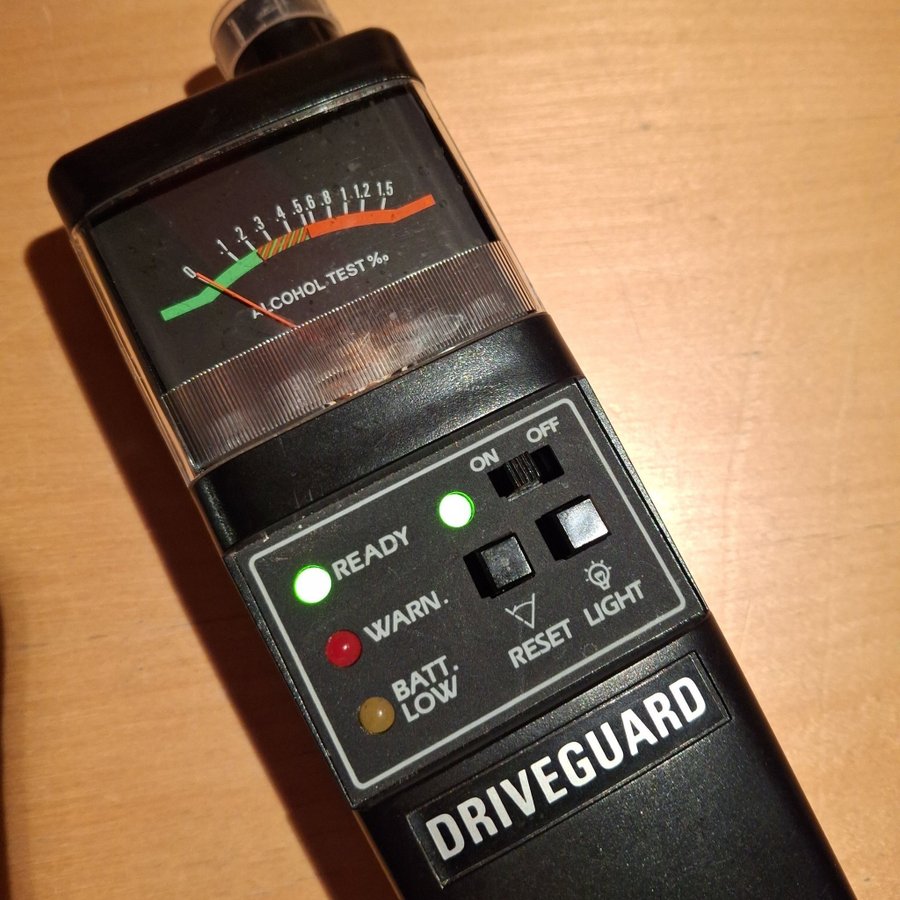 0 .1 .2 .3 .4 .5 .6 .8 1 1.2 1.5
ALCOHOL TEST ‰
ON OFF
READY
WARN.
BATT.
LOW
RESET
LIGHT
DRIVEGUARD